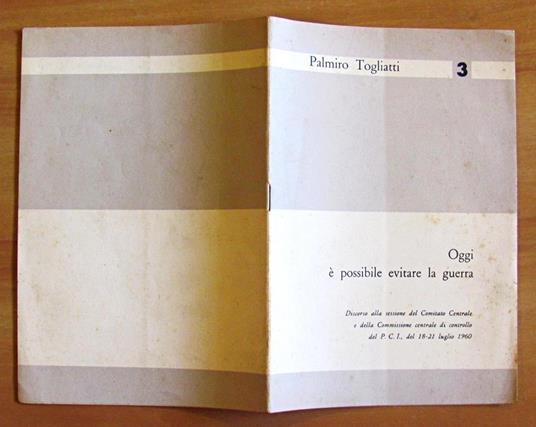 Palmiro Togliatti 3
Oggi
è possibile evitare la guerra
Discorso alla sessione del Comitato Centrale
e della Commissione centrale di controllo
del P. C. I., del 18-21 luglio 1960